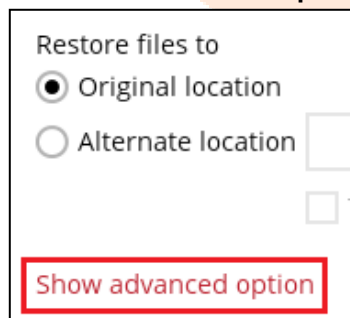 Restore files to
Original location
Alternate location
Show advanced option